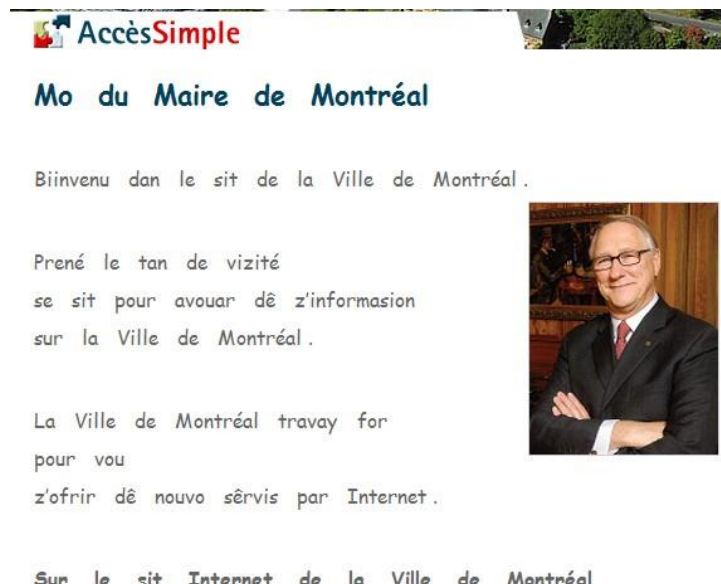 AccèsSimple
Mo du Maire de Montréal
Biinvenu dan le sit de la Ville de Montréal.
Prené le tan de vizité
se sit pour avouar dê z'informasion
sur la Ville de Montréal.
La Ville de Montréal travay for
pour vou
z'ofrir dê nouvo sêrvis par Internet.
Sur le sit Internet de la Ville de Montréal